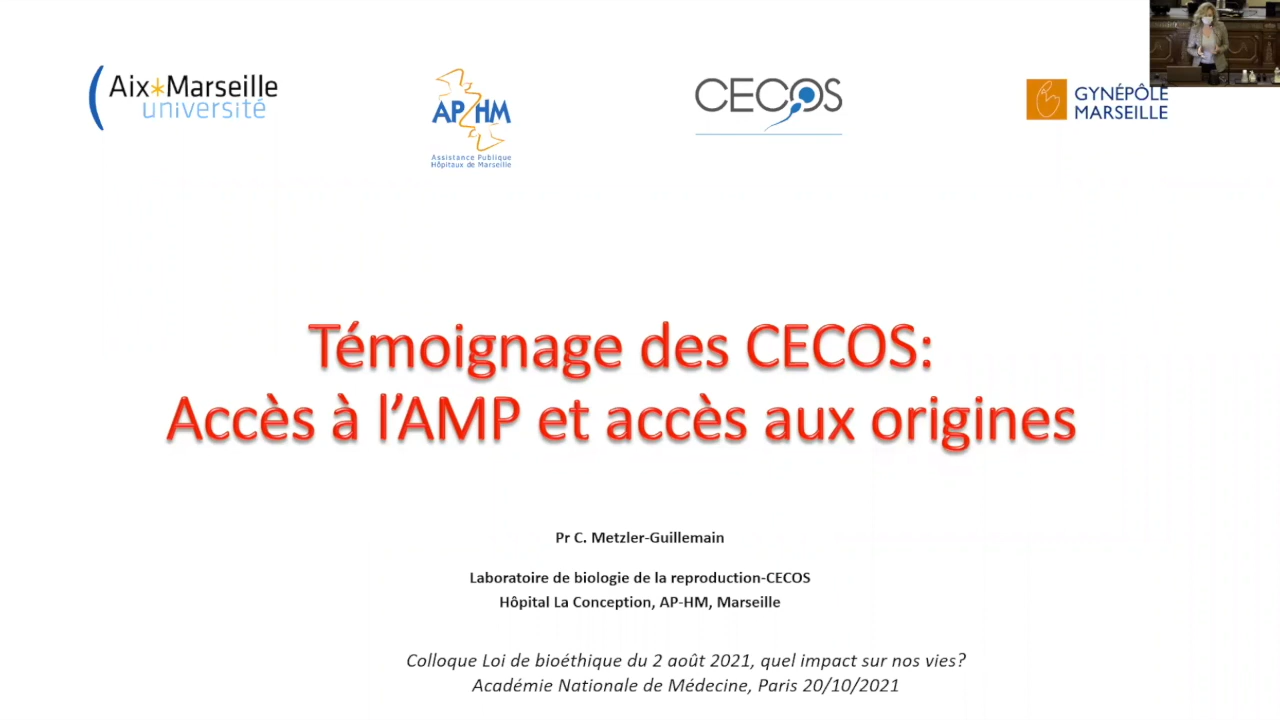 Aix*Marseille
université
AP HM
Assistance Publique
Hôpitaux de Marseille
CECOS
GYNÉPÔLE
MARSEILLE
Témoignage des CECOS:
Accès à l’AMP et accès aux origines
Pr C. Metzler-Guillemain
Laboratoire de biologie de la reproduction-CECOS
Hôpital La Conception, AP-HM, Marseille
Colloque Loi de bioéthique du 2 août 2021, quel impact sur nos vies?
Académie Nationale de Médecine, Paris 20/10/2021